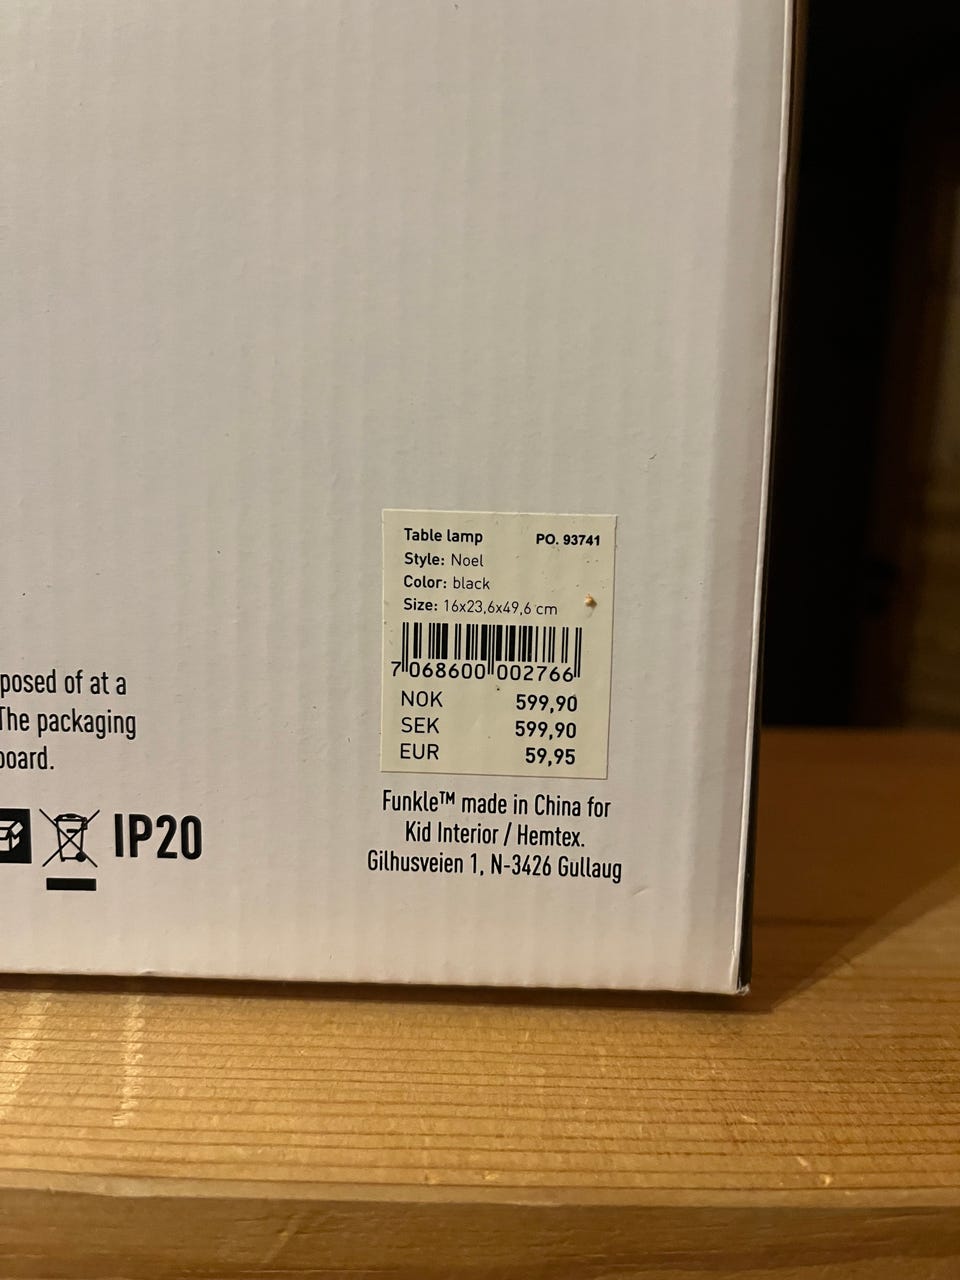 Table lamp PO. 93741
Style: Noel
Color: black
Size: 16x23,6x49,6 cm
7 068600 002766
NOK 599,90
SEK 599,90
EUR 59,95
posed of at a
The packaging
board.
IP20
Funkle™ made in China for
Kid Interior / Hemtex.
Gilhusveien 1, N-3426 Gullaug